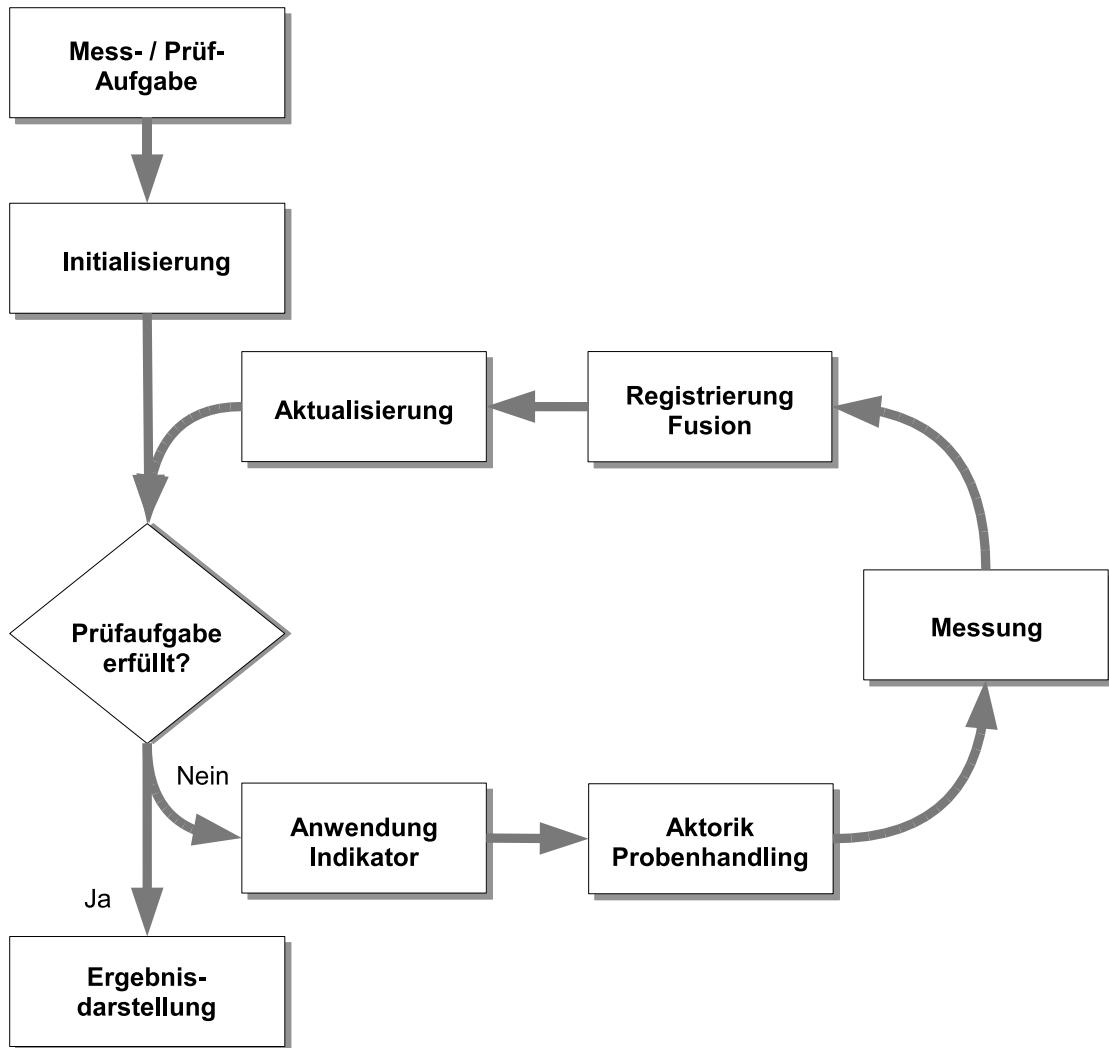 Mess- / Prüf-
Aufgabe
Initialisierung
Aktualisierung
Registrierung
Fusion
Prüfaufgabe
erfüllt?
Messung
Nein
Anwendung
Indikator
Aktorik
Probenhandling
Ja
Ergebnis-
darstellung